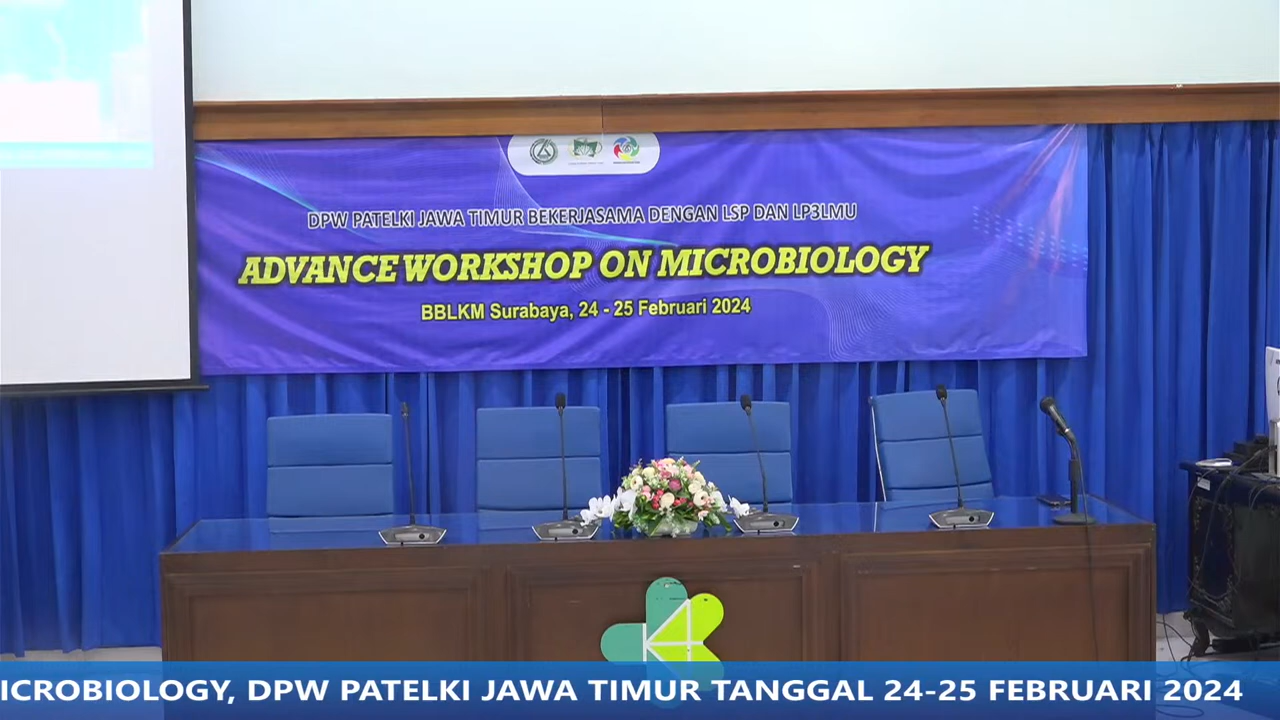 DPW PATELKI JAWA TIMUR BEKERJASAMA DENGAN LSP DAN LP3LMU
ADVANCE WORKSHOP ON MICROBIOLOGY
BBLKM Surabaya, 24 - 25 Februari 2024
ICROBIOLOGY, DPW PATELKI JAWA TIMUR TANGGAL 24-25 FEBRUARI 2024